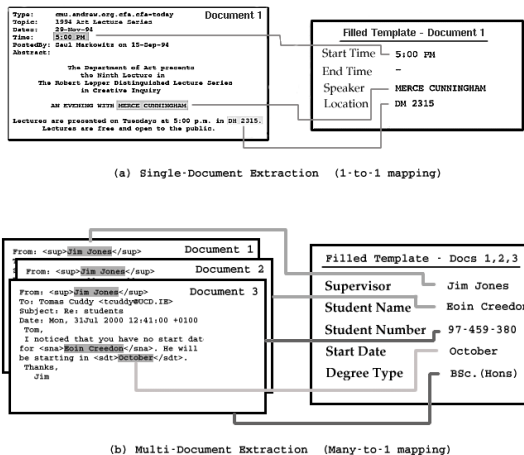 Type: cmu.andrew.org.cfa.cfa-today
Document 1
Topic: 1994 Art Lecture Series
Dates: 29-Nov-94
Time: 5:00 PM
PostedBy: Saul Markowitz on 15-Sep-94
Abstract:
The Department of Art presents
the Ninth Lecture in
The Robert Lepper Distinguished Lecture Series
in Creative Inquiry
AN EVENING WITH MERCE CUNNINGHAM
Lectures are presented on Tuesdays at 5:00 p.m. in DH 2315.
Lectures are free and open to the public.
Filled Template - Document 1
Start Time 5:00 PM
End Time -
Speaker MERCE CUNNINGHAM
Location DH 2315
(a) Single-Document Extraction (1-to-1 mapping)
From: <sup>Jim Jones</sup> Document 1
From: <sup>Jim Jones</sup> Document 2
From: <sup>Jim Jones</sup> Document 3
To: Tomas Cuddy <tcuddy@UCD.IE>
Subject: Re: students
Date: Mon, 31Jul 2000 12:41:00 +0100
Tom,
I noticed that you have no start dat
for <sna>Eoin Creedon</sna>. He will
be starting in <sdt>October</sdt>.
Thanks,
Jim
Filled Template - Docs 1,2,3
Supervisor Jim Jones
Student Name Eoin Creedon
Student Number 97-459-380
Start Date October
Degree Type BSc.(Hons)
(b) Multi-Document Extraction (Many-to-1 mapping)